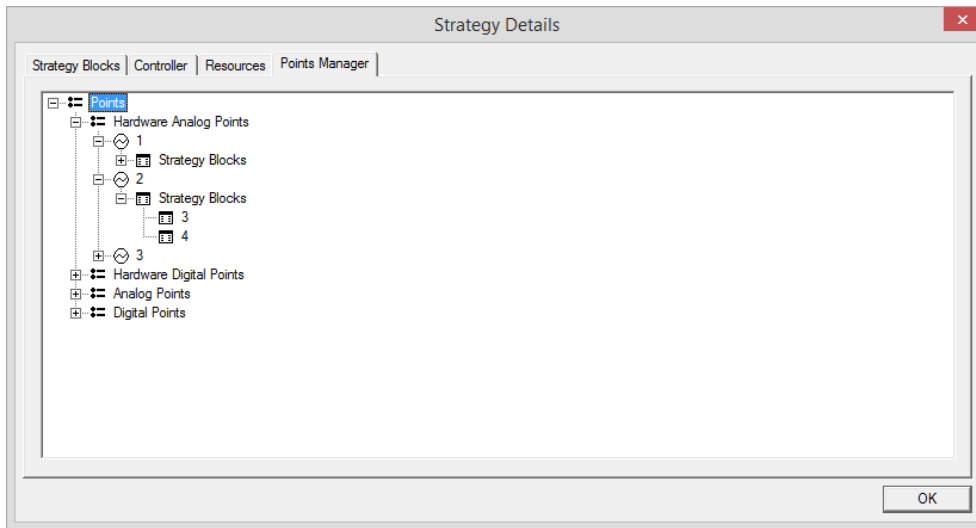 Strategy Details
Strategy Blocks Controller Resources Points Manager
Points
Hardware Analog Points
1
Strategy Blocks
2
Strategy Blocks
3
4
3
Hardware Digital Points
Analog Points
Digital Points
OK